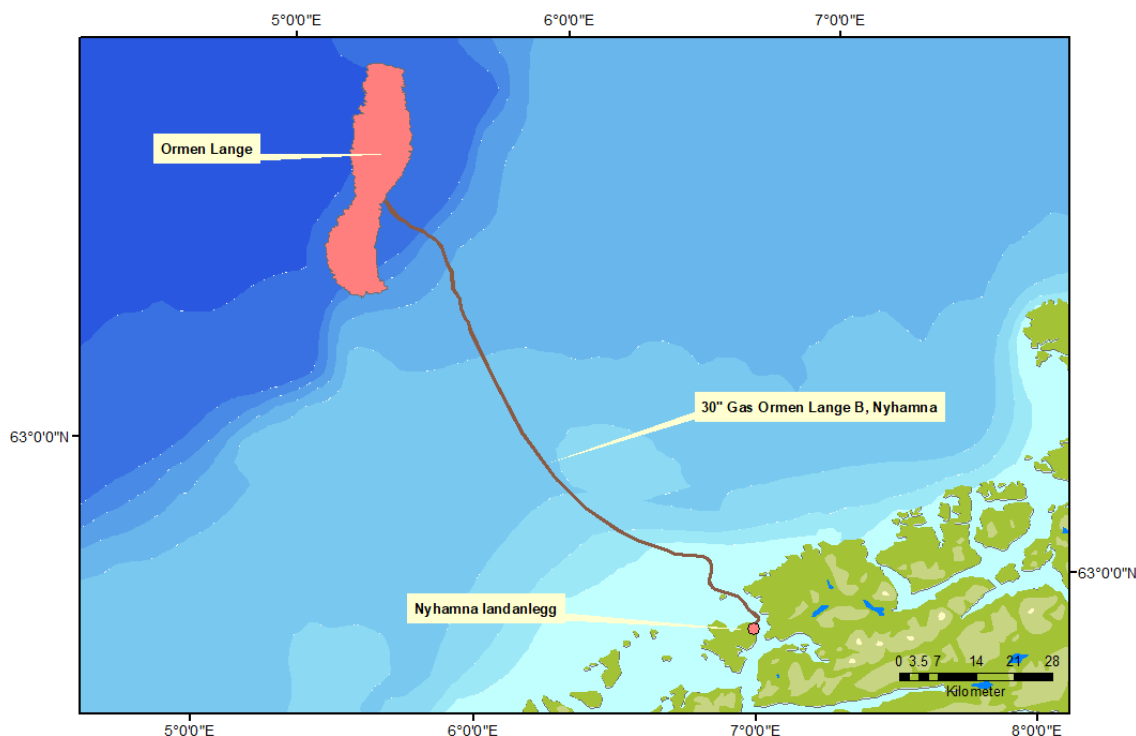 5°0'0"E 6°0'0"E 7°0'0"E
Ormen Lange
30" Gas Ormen Lange B, Nyhamna
63°0'0"N
63°0'0"N
Nyhamna landanlegg
0 3.5 7 14 21 28
Kilometer
5°0'0"E 6°0'0"E 7°0'0"E 8°0'0"E